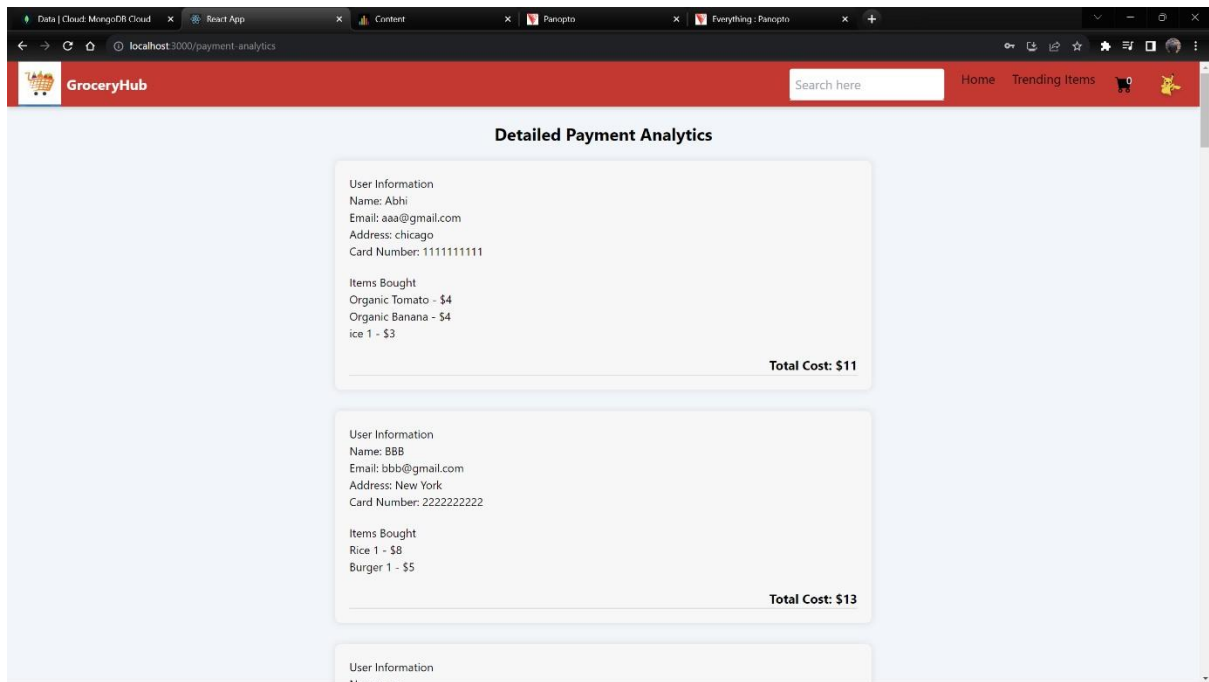 Data | Cloud: MongoDB Cloud
React App
Content
Panopto
Everything : Panopto
localhost:3000/payment-analytics
GroceryHub
Search here
Home
Trending Items
0
Detailed Payment Analytics
User Information
Name: Abhi
Email: aaa@gmail.com
Address: chicago
Card Number: 1111111111
Items Bought
Organic Tomato - $4
Organic Banana - $4
ice 1 - $3
Total Cost: $11
User Information
Name: BBB
Email: bbb@gmail.com
Address: New York
Card Number: 2222222222
Items Bought
Rice 1 - $8
Burger 1 - $5
Total Cost: $13
User Information